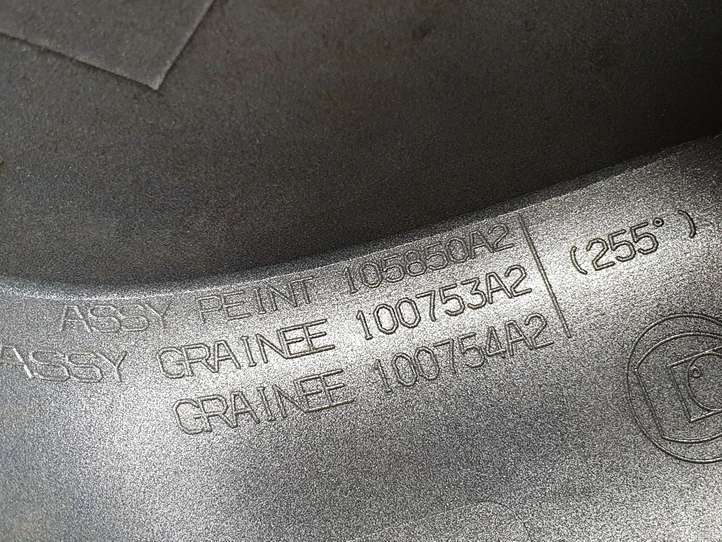 ASSY PEINT 105850A2
ASSY GRAINEE 100753A2
GRAINEE 100754A2
(255°)